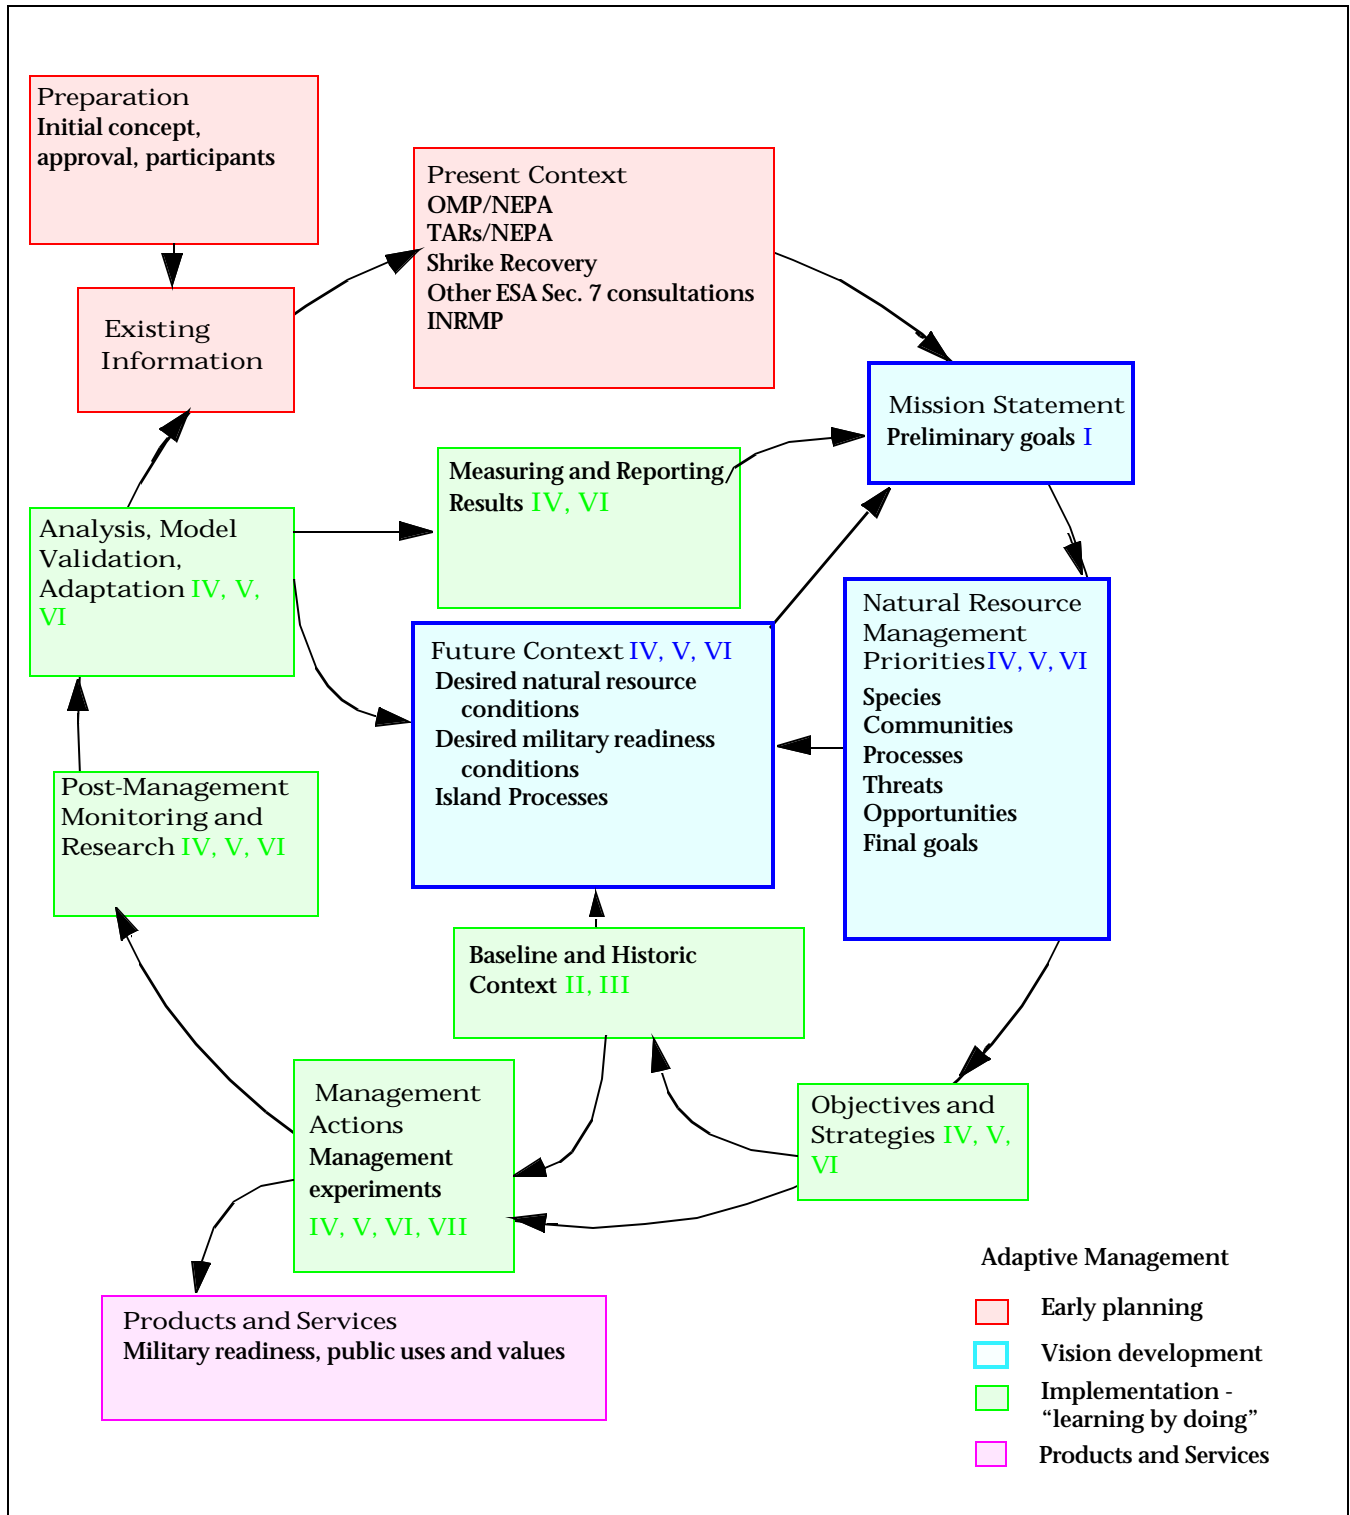 Preparation
Initial concept,
approval, participants
Present Context
OMP/NEPA
TARs/NEPA
Shrike Recovery
Other ESA Sec. 7 consultations
INRMP
Existing
Information
Mission Statement
Preliminary goals I
Measuring and Reporting/
Results IV, VI
Analysis, Model
Validation,
Adaptation IV, V,
VI
Natural Resource
Management
Priorities IV, V, VI
Species
Communities
Processes
Threats
Opportunities
Final goals
Future Context IV, V, VI
Desired natural resource
conditions
Desired military readiness
conditions
Island Processes
Post-Management
Monitoring and
Research IV, V, VI
Baseline and Historic
Context II, III
Management
Actions
Management
experiments
IV, V, VI, VII
Objectives and
Strategies IV, V,
VI
Products and Services
Military readiness, public uses and values
Adaptive Management
Early planning
Vision development
Implementation -
“learning by doing”
Products and Services